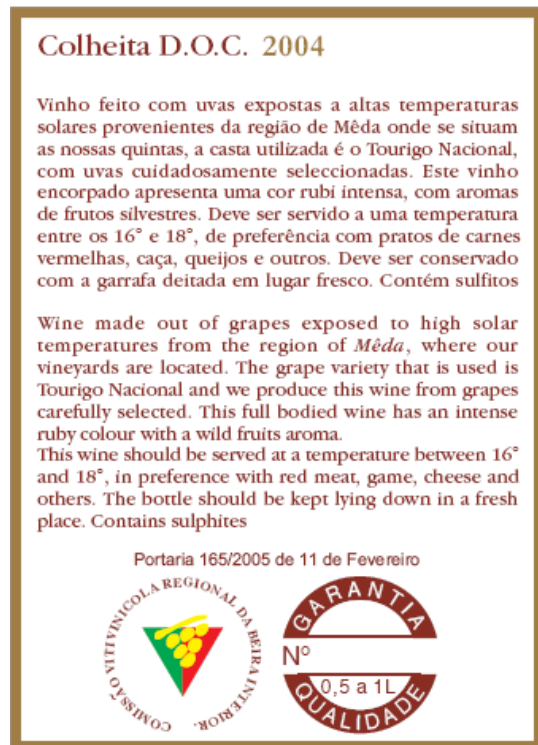 Colheita D.O.C. 2004
Vinho feito com uvas expostas a altas temperaturas
solares provenientes da região de Mêda onde se situam
as nossas quintas, a casta utilizada é o Tourigo Nacional,
com uvas cuidadosamente seleccionadas. Este vinho
encorpado apresenta uma cor rubi intensa, com aromas
de frutos silvestres. Deve ser servido a uma temperatura
entre os 16° e 18°, de preferência com pratos de carnes
vermelhas, caça, queijos e outros. Deve ser conservado
com a garrafa deitada em lugar fresco. Contém sulfitos
Wine made out of grapes exposed to high solar
temperatures from the region of Mêda, where our
vineyards are located. The grape variety that is used is
Tourigo Nacional and we produce this wine from grapes
carefully selected. This full bodied wine has an intense
ruby colour with a wild fruits aroma.
This wine should be served at a temperature between 16°
and 18°, in preference with red meat, game, cheese and
others. The bottle should be kept lying down in a fresh
place. Contains sulphites
Portaria 165/2005 de 11 de Fevereiro
COMISSÃO VITIVINICOLA REGIONAL DA BEIRA INTERIOR.
GARANTIA
Nº
0,5 a 1L
QUALIDADE